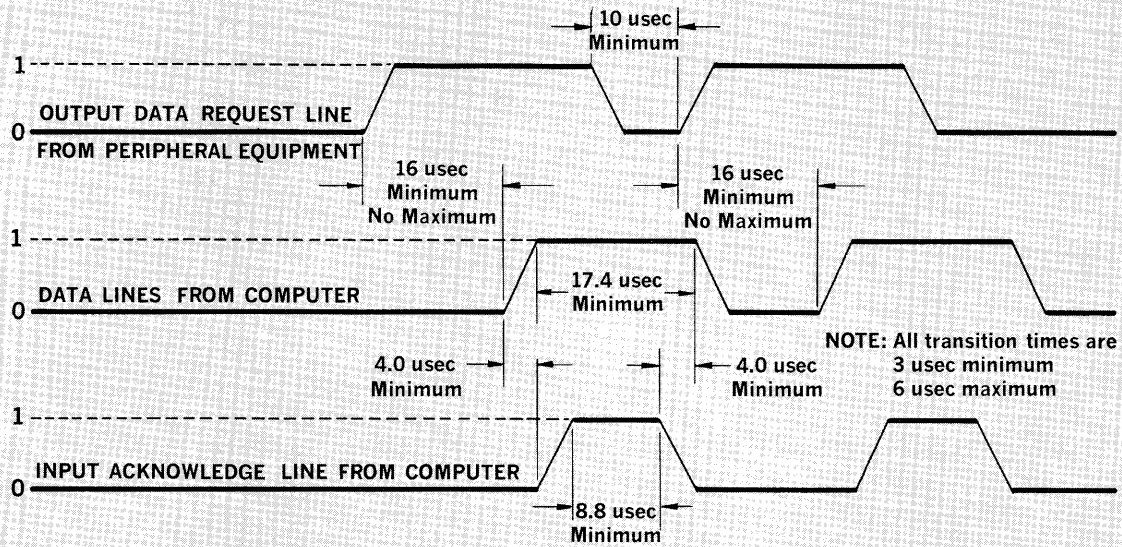 10 usec
Minimum
1
OUTPUT DATA REQUEST LINE
0
FROM PERIPHERAL EQUIPMENT
16 usec
Minimum
No Maximum
16 usec
Minimum
No Maximum
1
17.4 usec
Minimum
DATA LINES FROM COMPUTER
0
NOTE: All transition times are
3 usec minimum
6 usec maximum
4.0 usec
Minimum
4.0 usec
Minimum
1
INPUT ACKNOWLEDGE LINE FROM COMPUTER
0
8.8 usec
Minimum